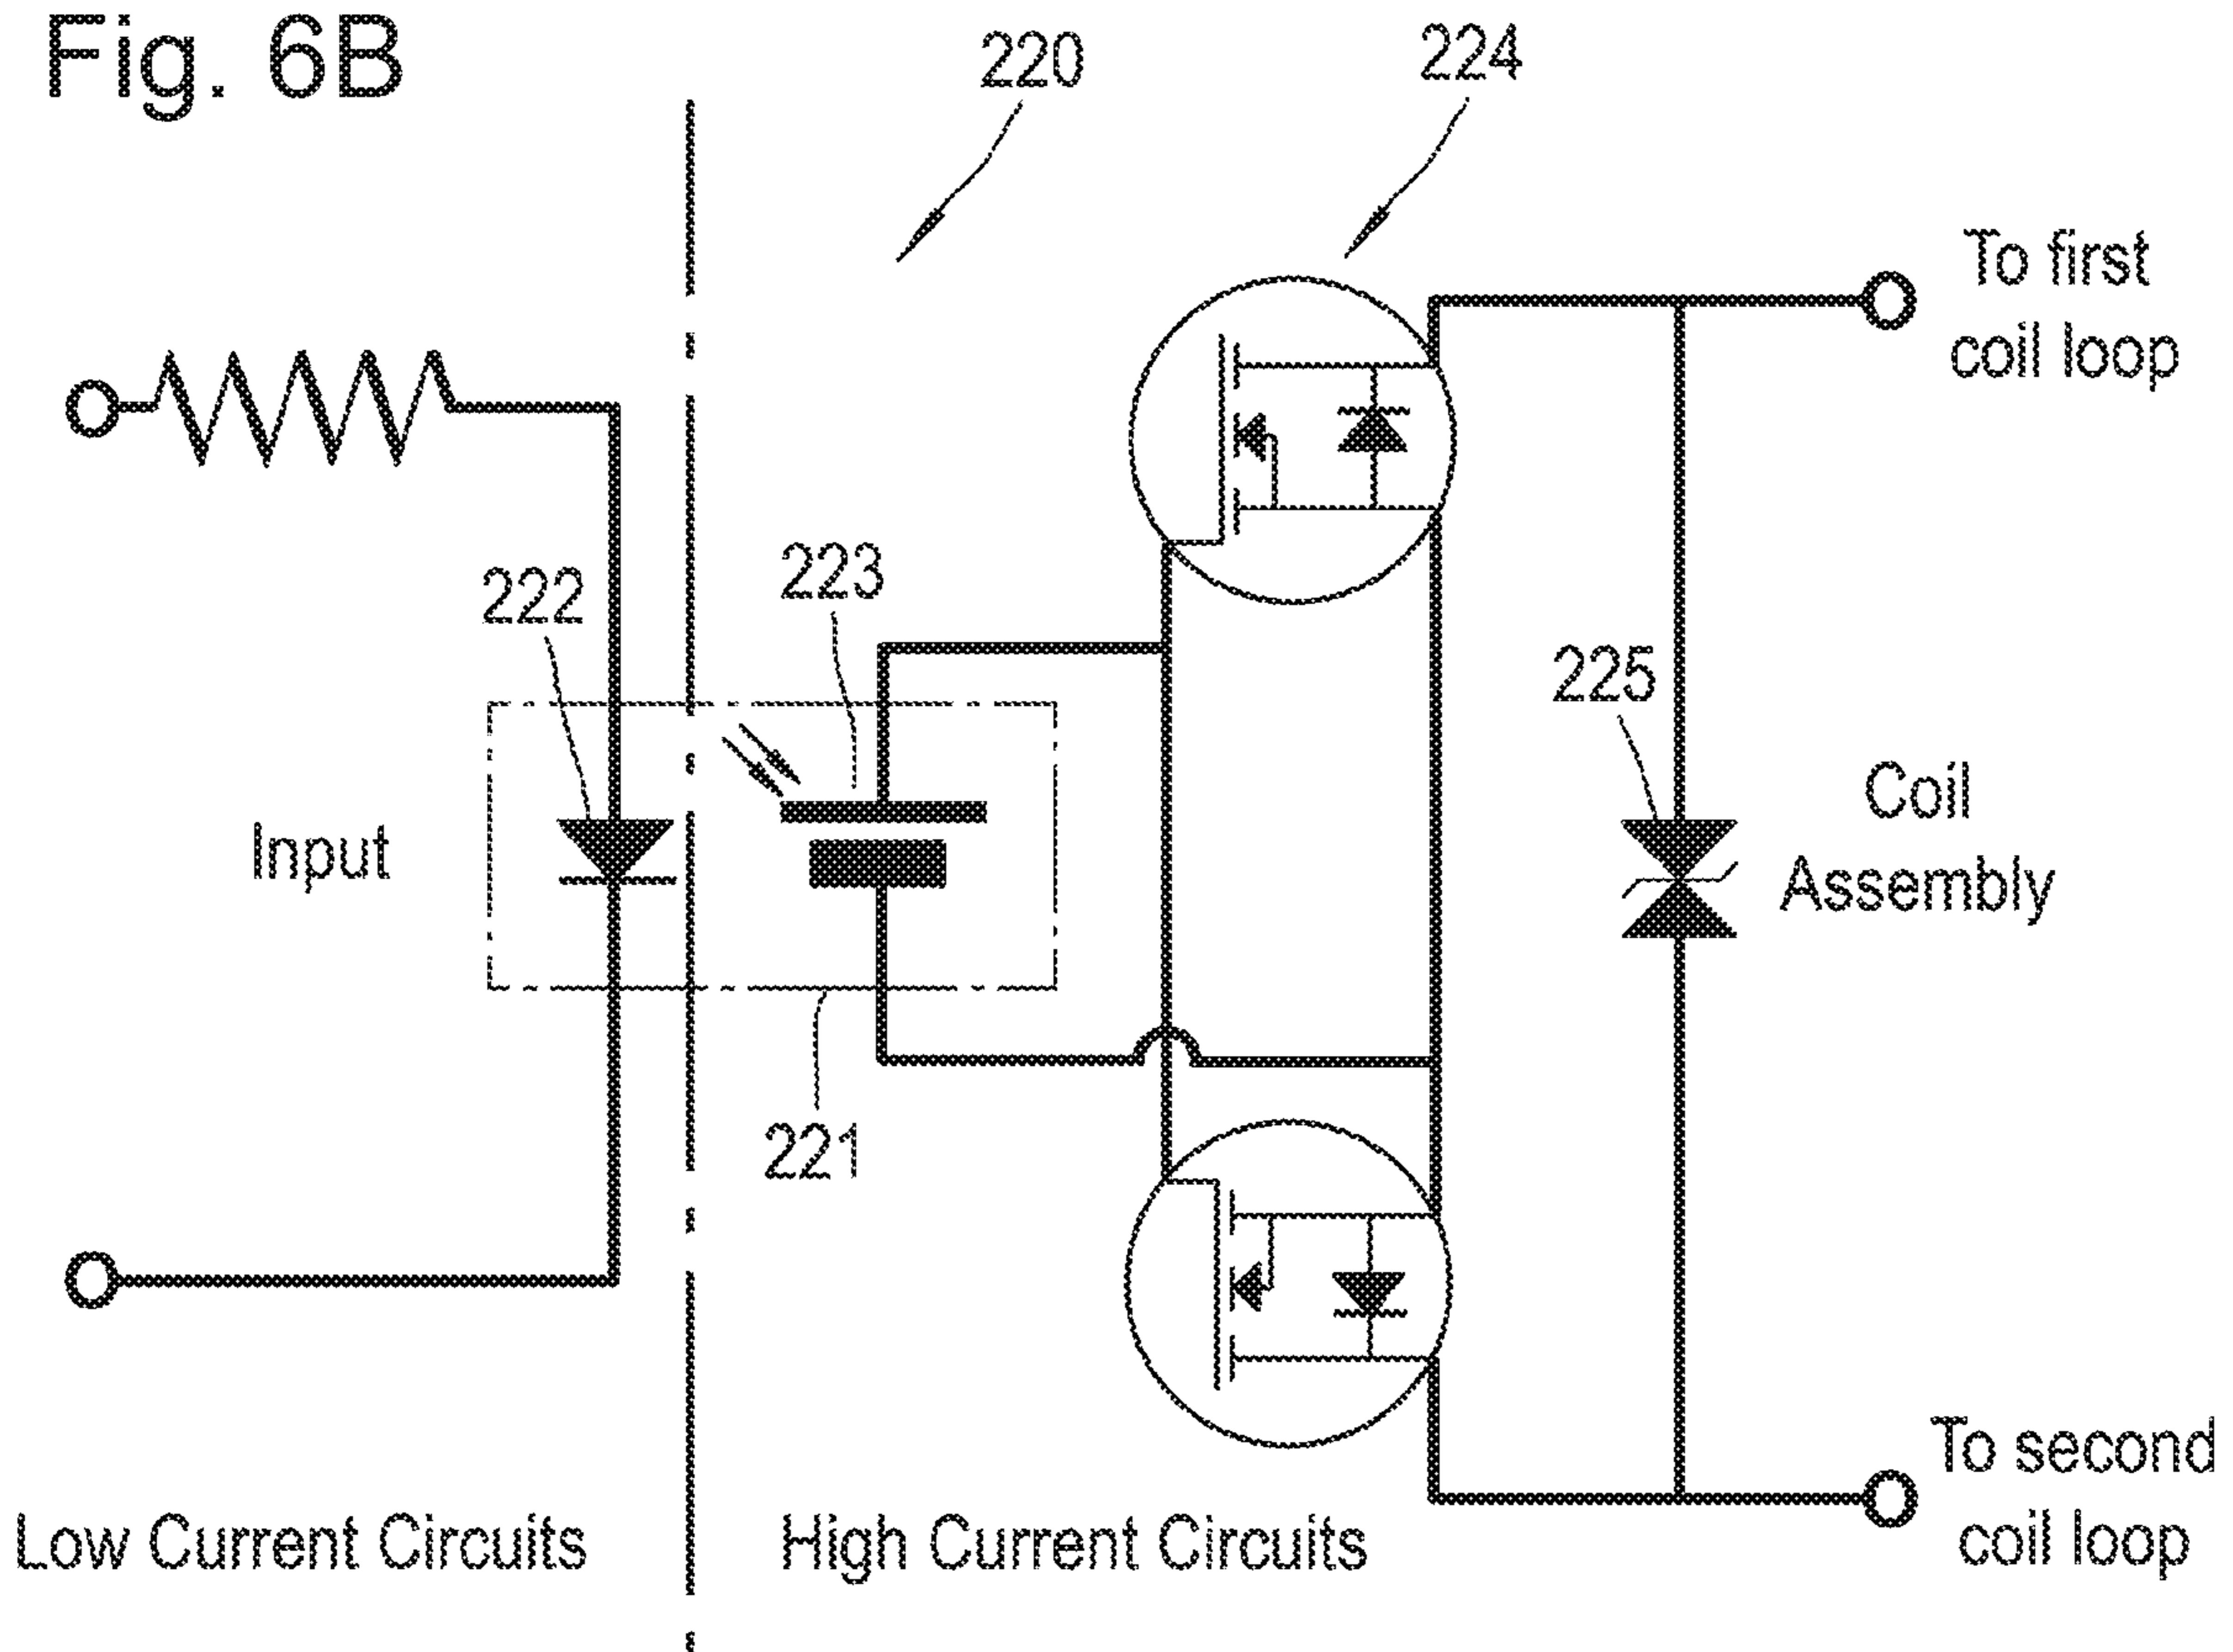 Fig. 6B
220
224
To first
coil loop
222
223
225
Input
Coil
Assembly
221
To second
coil loop
Low Current Circuits
High Current Circuits